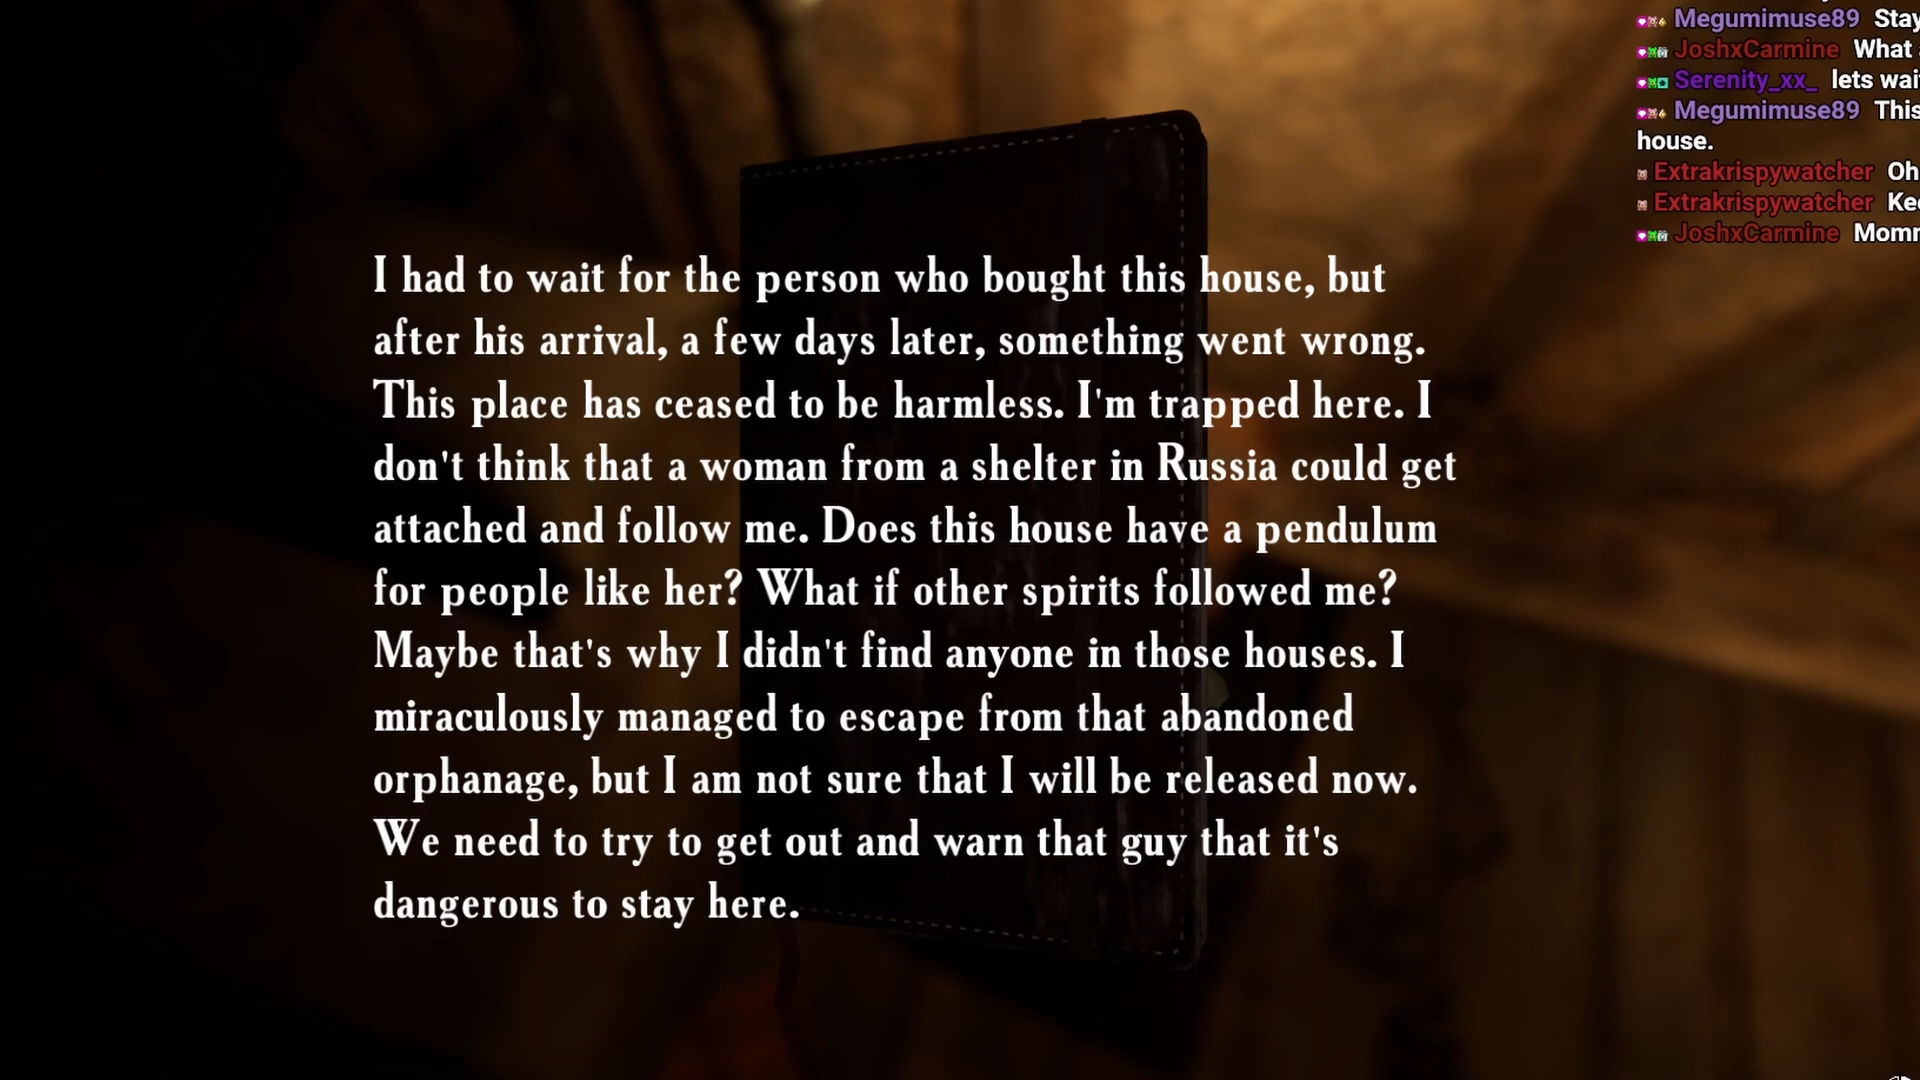 I had to wait for the person who bought this house, but
after his arrival, a few days later, something went wrong.
This place has ceased to be harmless. I'm trapped here. I
don't think that a woman from a shelter in Russia could get
attached and follow me. Does this house have a pendulum
for people like her? What if other spirits followed me?
Maybe that's why I didn't find anyone in those houses. I
miraculously managed to escape from that abandoned
orphanage, but I am not sure that I will be released now.
We need to try to get out and warn that guy that it's
dangerous to stay here.
Megumimuse89 Stay
JoshxCarmine What
Serenity_xx_ lets
Megumimuse89 This
house.
Extrakrispywatcher Oh
Extrakrispywatcher
JoshxCarmine